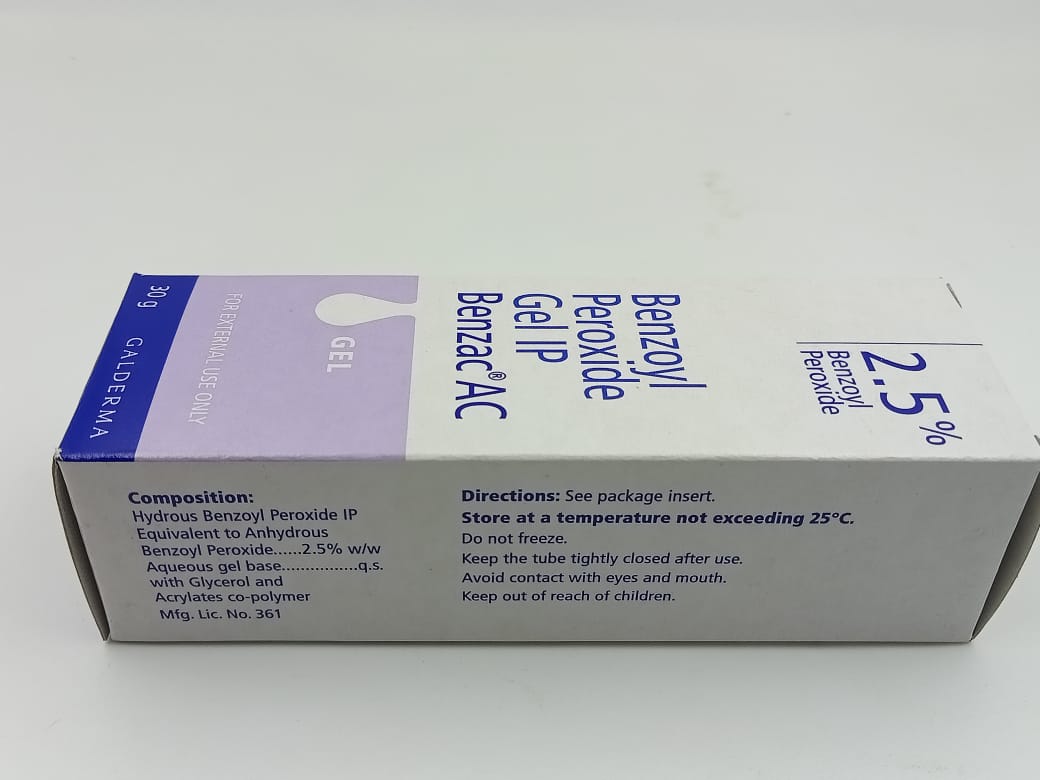 2.5%
Benzoyl
Peroxide
Benzoyl
Peroxide
Gel IP
Benzac® AC
GEL
FOR EXTERNAL USE ONLY
30 g
GALDERMA
Composition:
Hydrous Benzoyl Peroxide IP
Equivalent to Anhydrous
Benzoyl Peroxide......2.5% w/w
Aqueous gel base................q.s.
with Glycerol and
Acrylates co-polymer
Mfg. Lic. No. 361
Directions: See package insert.
Store at a temperature not exceeding 25°C.
Do not freeze.
Keep the tube tightly closed after use.
Avoid contact with eyes and mouth.
Keep out of reach of children.